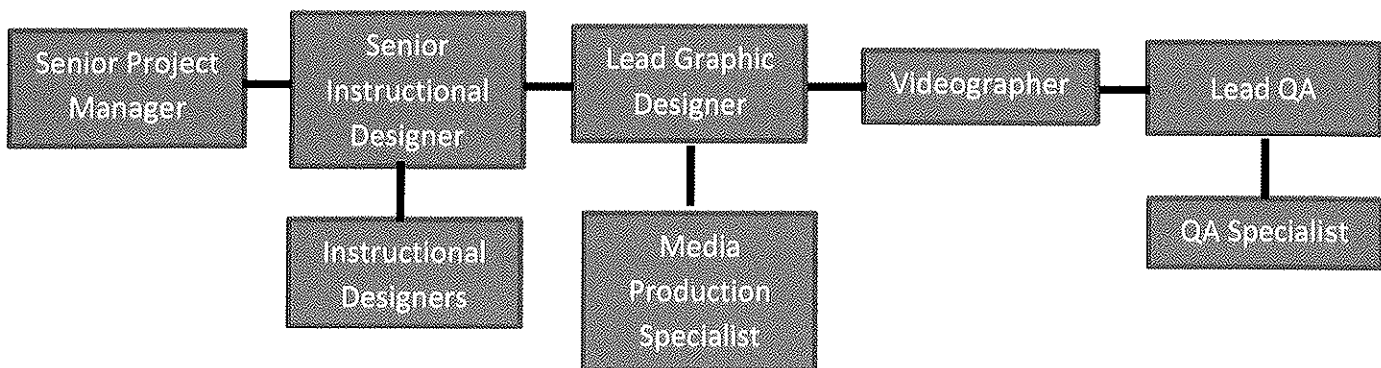 Senior Project
Manager
Senior
Instructional
Designer
Lead Graphic
Designer
Videographer
Lead QA
Instructional
Designers
Media
Production
Specialist
QA Specialist